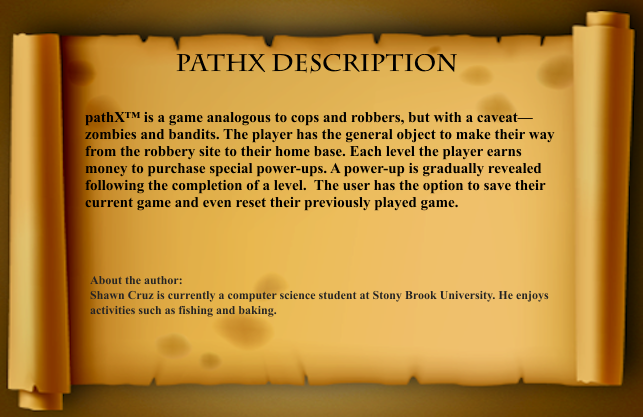 PATHX DESCRIPTION
pathX™ is a game analogous to cops and robbers, but with a caveat—
zombies and bandits. The player has the general object to make their way
from the robbery site to their home base. Each level the player earns
money to purchase special power-ups. A power-up is gradually revealed
following the completion of a level.  The user has the option to save their
current game and even reset their previously played game.
About the author:
Shawn Cruz is currently a computer science student at Stony Brook University. He enjoys
activities such as fishing and baking.